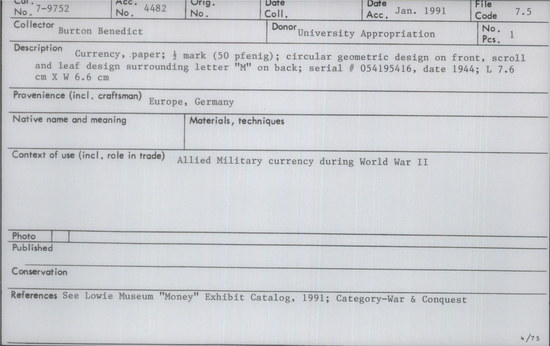 Cat. No. 7-9752 Acc. No. 4482 Orig. No. Date Coll. Date Acc. Jan. 1991 File Code 7.5
Collector Burton Benedict Donor University Appropriation No. Pcs. 1
Description Currency, paper; ½ mark (50 pfenig); circular geometric design on front, scroll
and leaf design surrounding letter "M" on back; serial # 054195416, date 1944; L 7.6
cm X W 6.6 cm
Provenience (incl. craftsman) Europe, Germany
Native name and meaning Materials, techniques
Context of use (incl. role in trade) Allied Military currency during World War II
Photo
Published
Conservation
References See Lowie Museum "Money" Exhibit Catalog, 1991; Category-War & Conquest
4/75